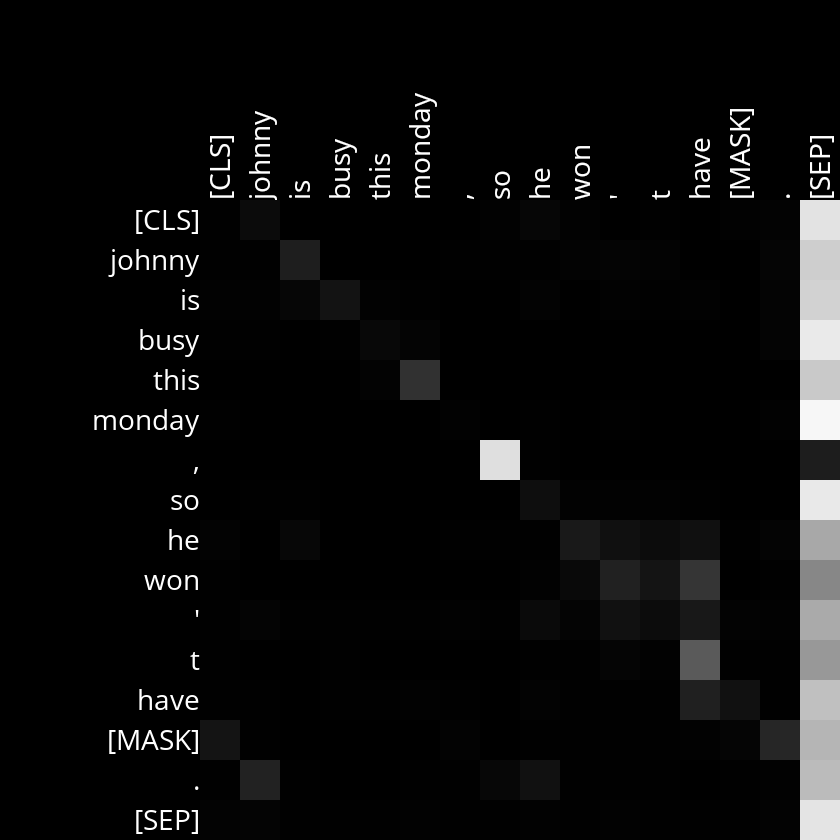 [CLS] johnny is busy this monday , so he won ' t have [MASK] . [SEP]
[CLS]
johnny
is
busy
this
monday
,
so
he
won
'
t
have
[MASK]
.
[SEP]